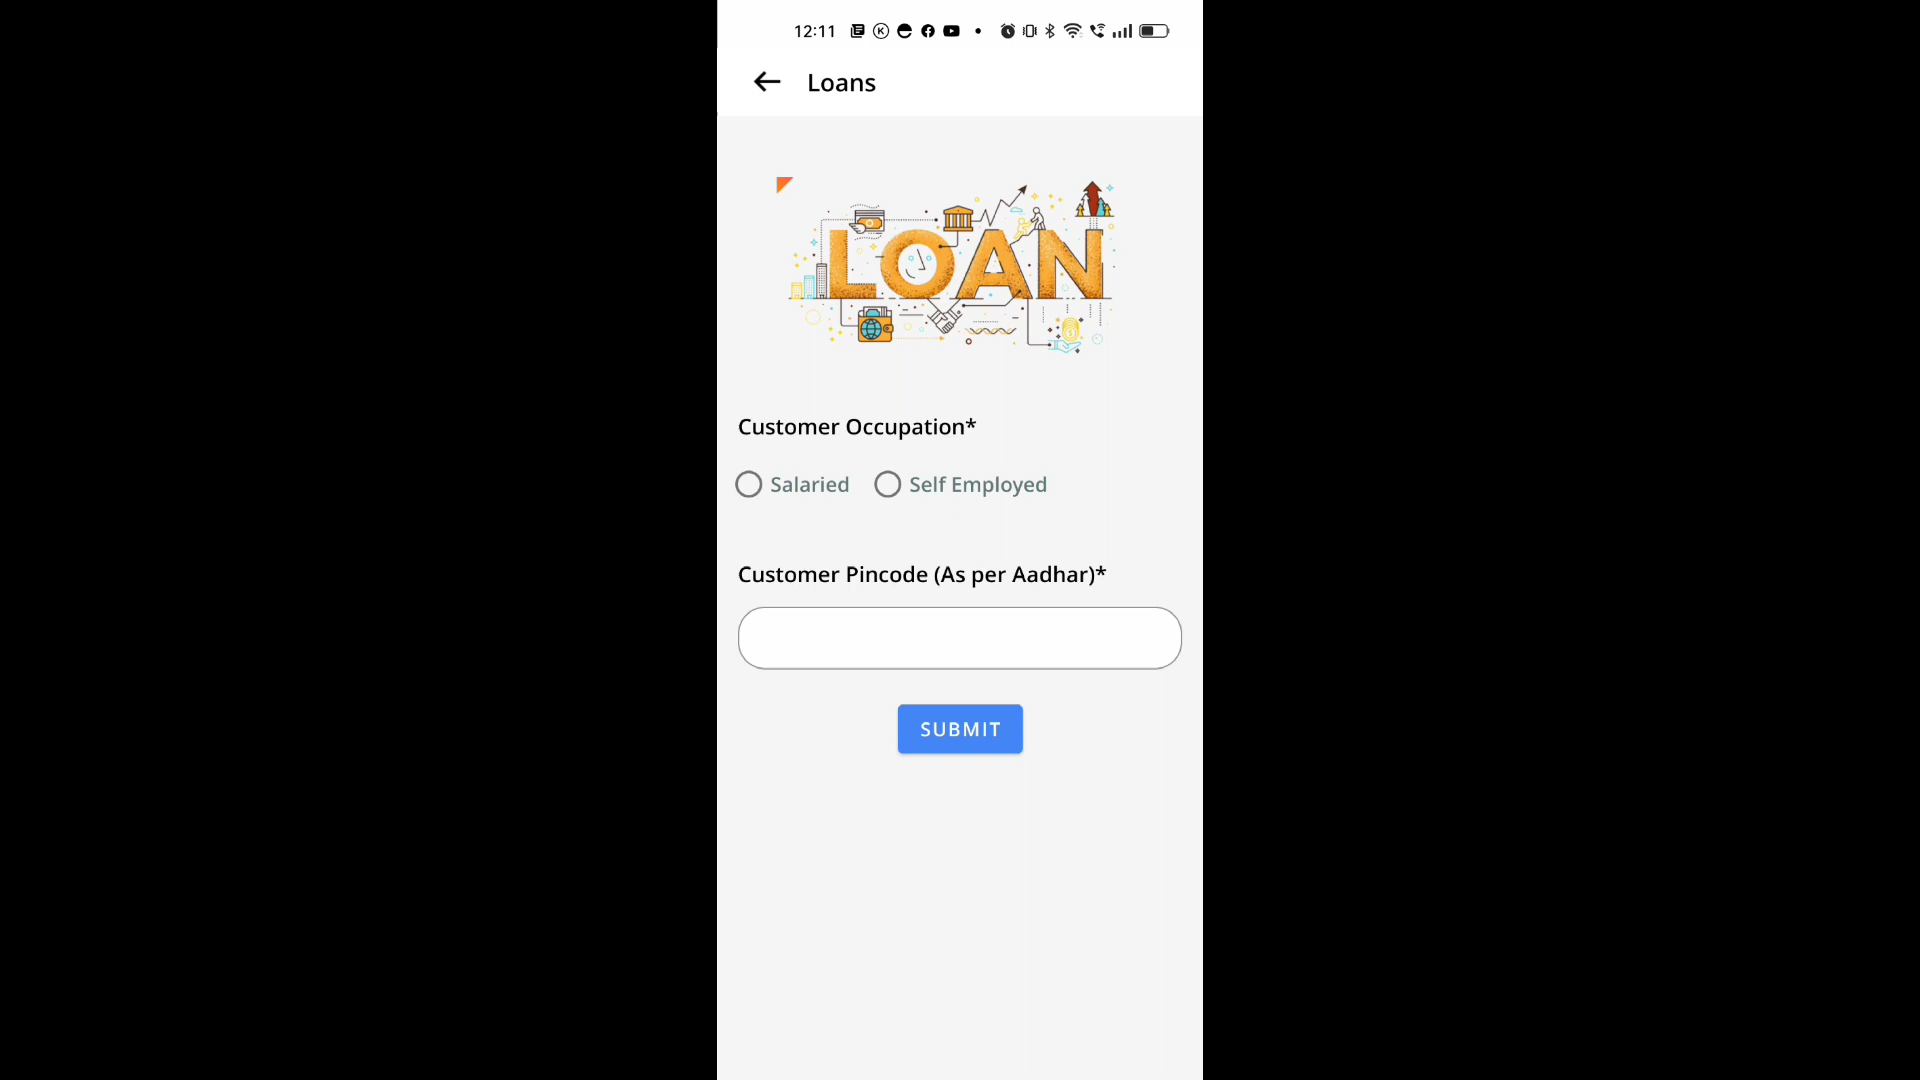 12:11
Loans
LOAN
Customer Occupation*
Salaried Self Employed
Customer Pincode (As per Aadhar)*
SUBMIT